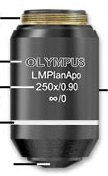 OLYMPUS
LMPlanApo
250x/0.90
∞/0